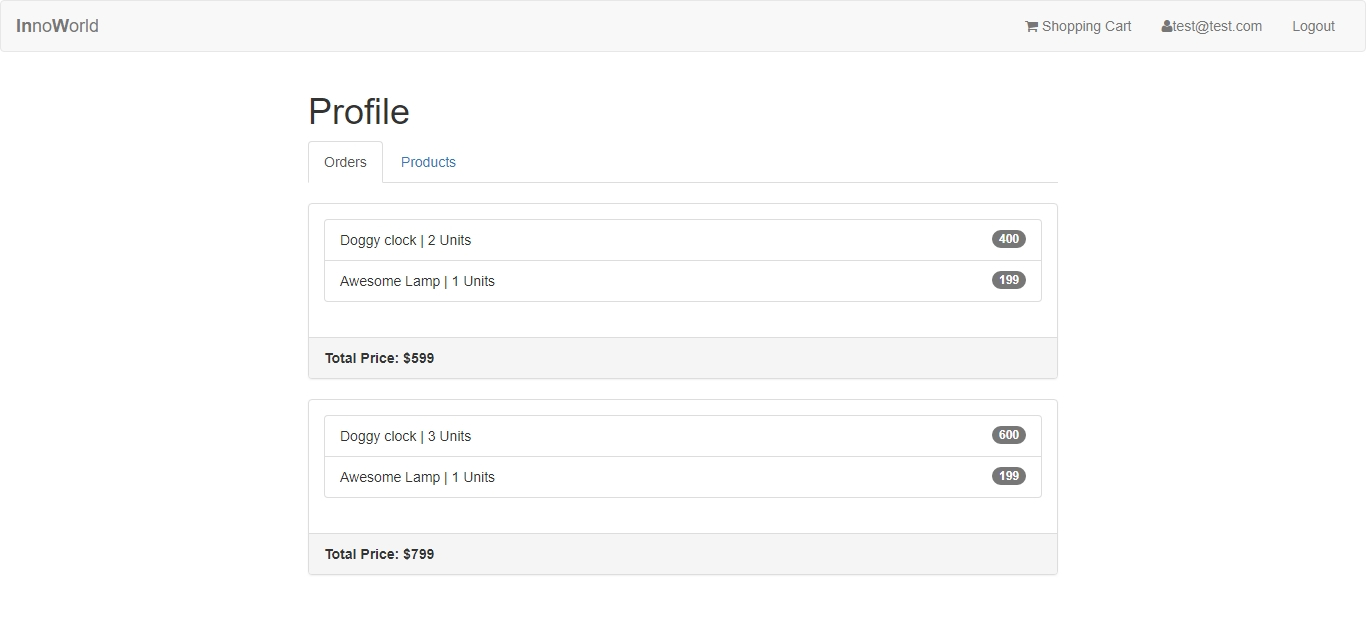 InnoWorld
Shopping Cart
test@test.com
Logout
Profile
Orders
Products
Doggy clock | 2 Units
400
Awesome Lamp | 1 Units
199
Total Price: $599
Doggy clock | 3 Units
600
Awesome Lamp | 1 Units
199
Total Price: $799